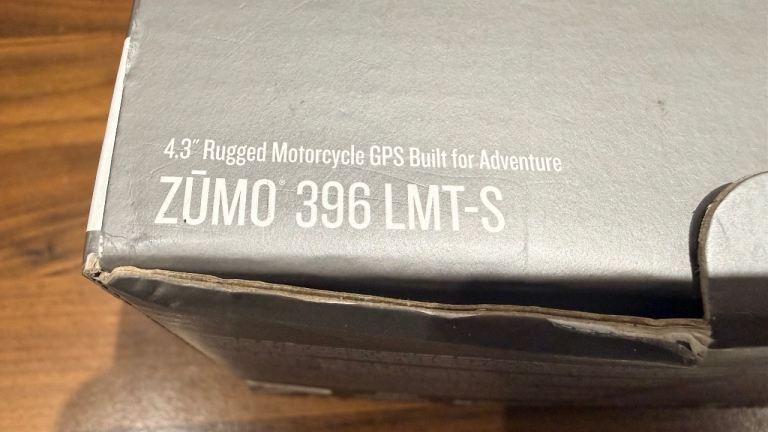 4.3″ Rugged Motorcycle GPS Built for Adventure
ZŪMO® 396 LMT-S